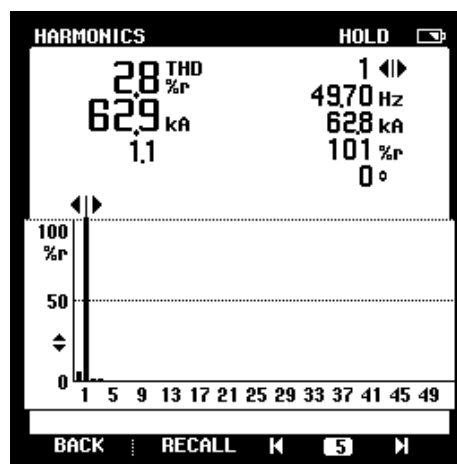 HARMONICS HOLD
2.8 THD %r
62.9 kA
1.1
1
49.70 Hz
62.8 kA
101 %r
0 °
100
%r
50
0
1 5 9 13 17 21 25 29 33 37 41 45 49
BACK RECALL 5